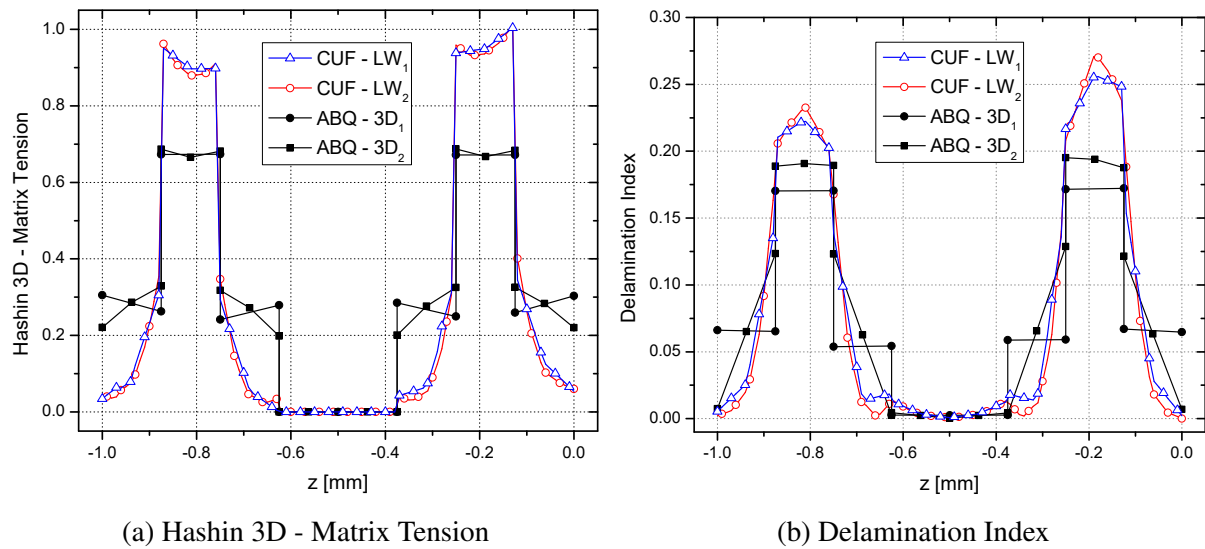 Hashin 3D - Matrix Tension
1.0
0.8
0.6
0.4
0.2
0.0
CUF - LW₁
CUF - LW₂
ABQ - 3D₁
ABQ - 3D₂
-1.0 -0.8 -0.6 -0.4 -0.2 0.0
z [mm]
(a) Hashin 3D - Matrix Tension
Delamination Index
0.30
0.25
0.20
0.15
0.10
0.05
0.00
CUF - LW₁
CUF - LW₂
ABQ - 3D₁
ABQ - 3D₂
-1.0 -0.8 -0.6 -0.4 -0.2 0.0
z [mm]
(b) Delamination Index